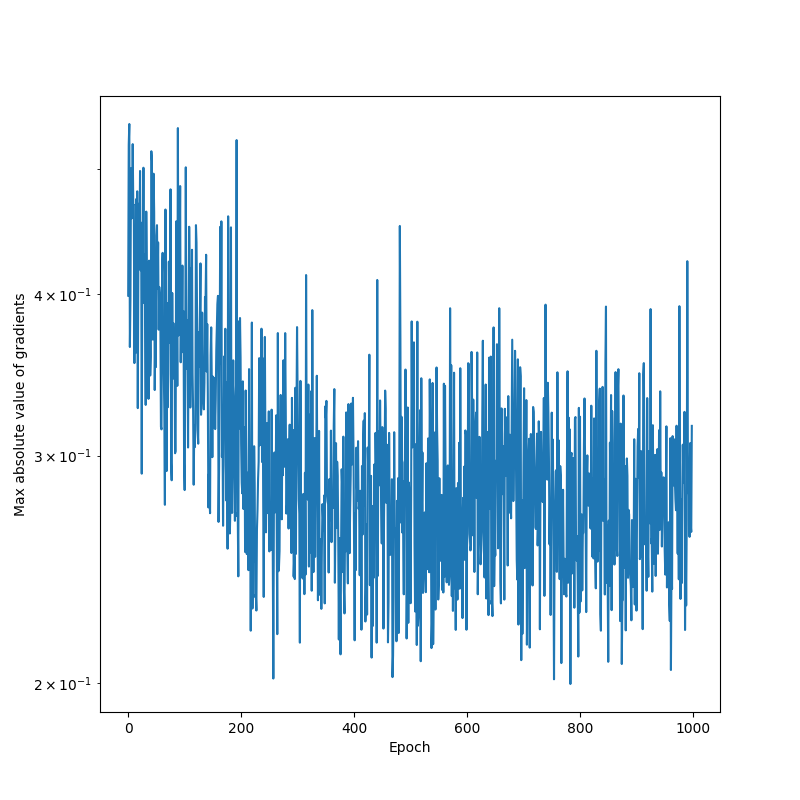 Max absolute value of gradients
4 × 10⁻¹
3 × 10⁻¹
2 × 10⁻¹
0 200 400 600 800 1000
Epoch